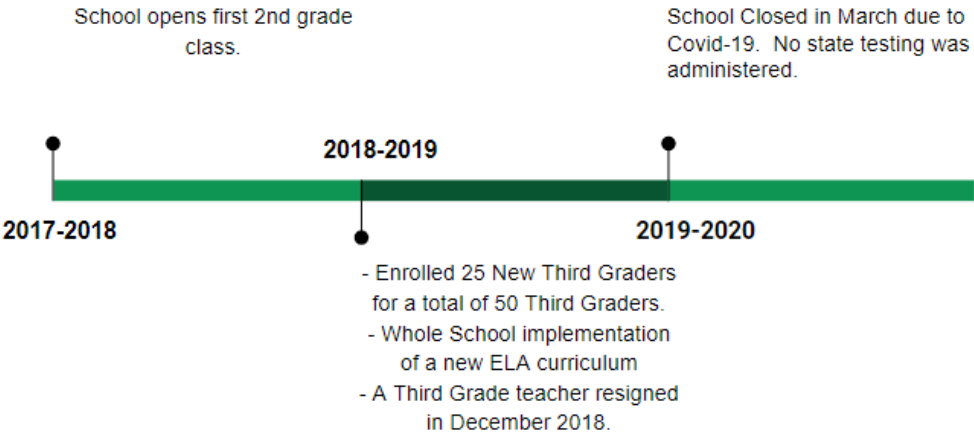 School opens first 2nd grade
class.
School Closed in March due to
Covid-19.  No state testing was
administered.
2018-2019
2017-2018
2019-2020
- Enrolled 25 New Third Graders
for a total of 50 Third Graders.
- Whole School implementation
of a new ELA curriculum
- A Third Grade teacher resigned
in December 2018.